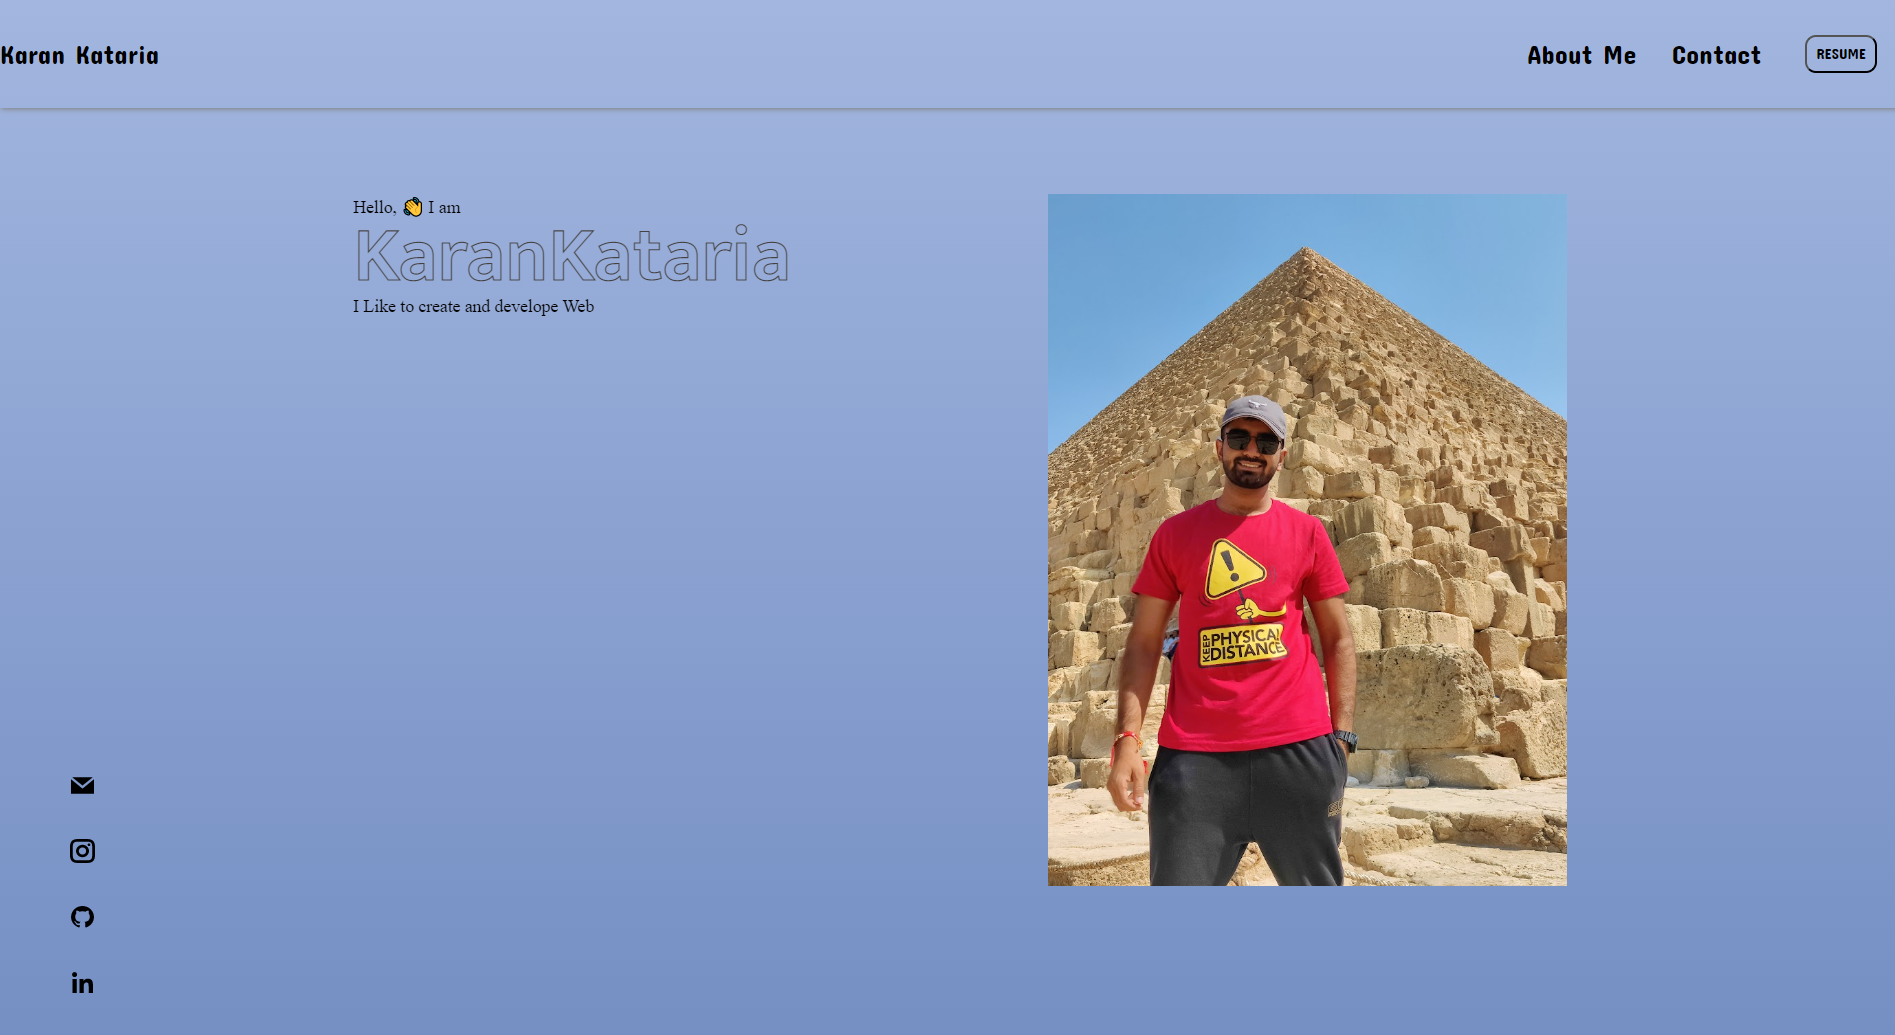 Karan Kataria
About Me
Contact
RESUME
Hello, 👋 I am
KaranKataria
I Like to create and develope Web
KEEP
PHYSICAL
DISTANCE